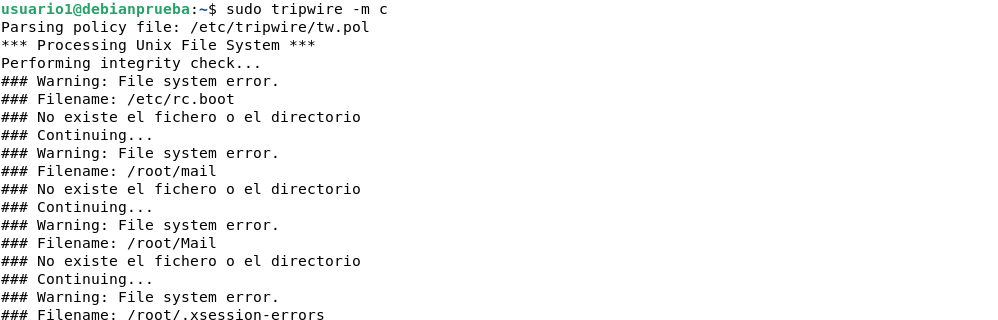 usuario1@debianprueba:~$ sudo tripwire -m c
Parsing policy file: /etc/tripwire/tw.pol
*** Processing Unix File System ***
Performing integrity check...
### Warning: File system error.
### Filename: /etc/rc.boot
### No existe el fichero o el directorio
### Continuing...
### Warning: File system error.
### Filename: /root/mail
### No existe el fichero o el directorio
### Continuing...
### Warning: File system error.
### Filename: /root/Mail
### No existe el fichero o el directorio
### Continuing...
### Warning: File system error.
### Filename: /root/.xsession-errors